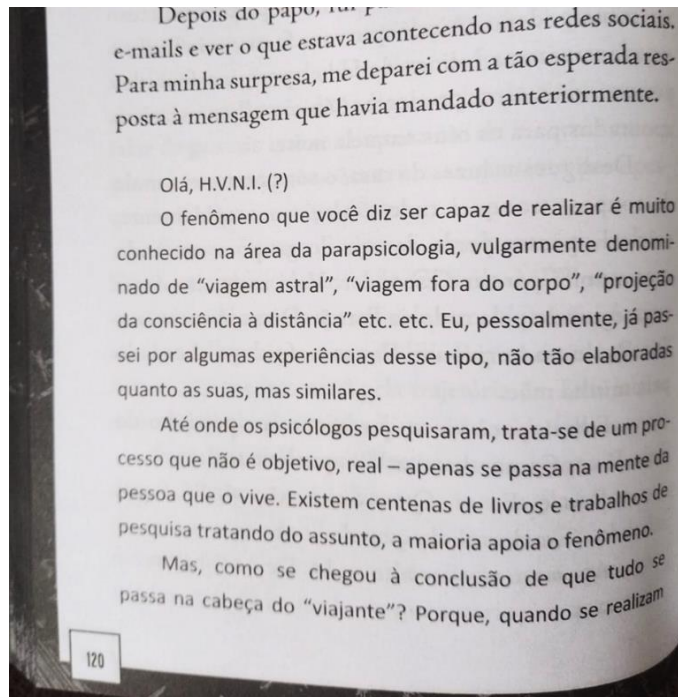 Depois do papo, fui
e-mails e ver o que estava acontecendo nas redes sociais.
Para minha surpresa, me deparei com a tão esperada res-
posta à mensagem que havia mandado anteriormente.
Olá, H.V.N.I. (?)
O fenômeno que você diz ser capaz de realizar é muito
conhecido na área da parapsicologia, vulgarmente denomi-
nado de “viagem astral”, “viagem fora do corpo”, “projeção
da consciência à distância” etc. etc. Eu, pessoalmente, já pas-
sei por algumas experiências desse tipo, não tão elaboradas
quanto as suas, mas similares.
Até onde os psicólogos pesquisaram, trata-se de um pro-
cesso que não é objetivo, real – apenas se passa na mente da
pessoa que o vive. Existem centenas de livros e trabalhos de
pesquisa tratando do assunto, a maioria apoia o fenômeno.
Mas, como se chegou à conclusão de que tudo se
passa na cabeça do “viajante”? Porque, quando se realizam
120